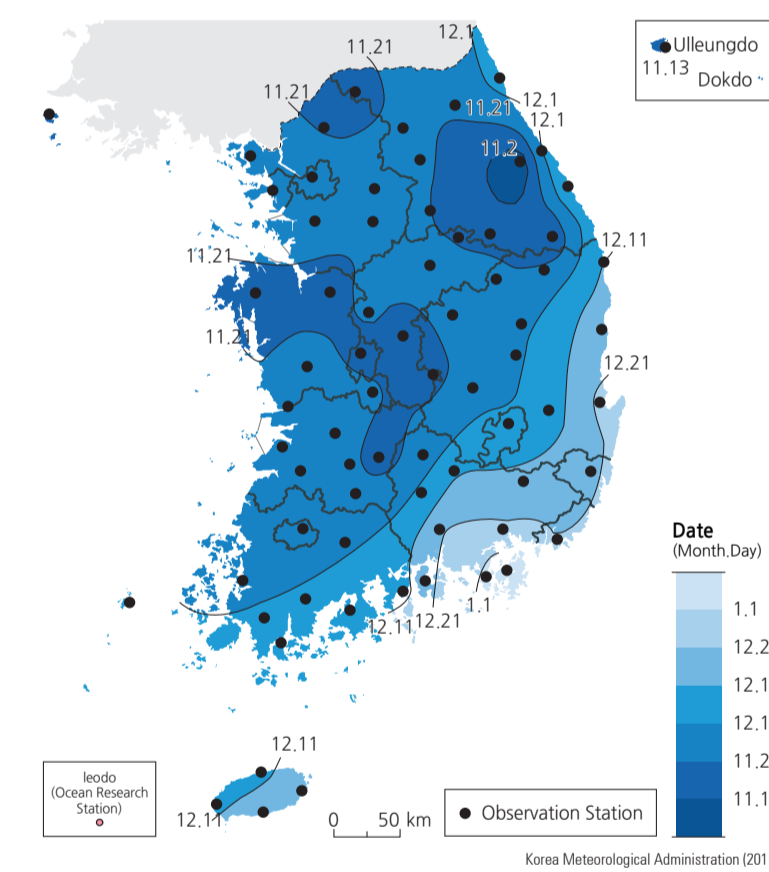 12.1
11.21
Ulleungdo
11.13
Dokdo
11.21
11.21
12.1
12.1
11.2
12.11
11.21
11.21
12.21
Date
(Month.Day)
1.1
12.2
12.1
12.1
11.2
11.1
1.1
12.21
12.11
12.11
12.11
Ieodo
(Ocean Research
Station)
0 50 km
Observation Station
Korea Meteorological Administration (201